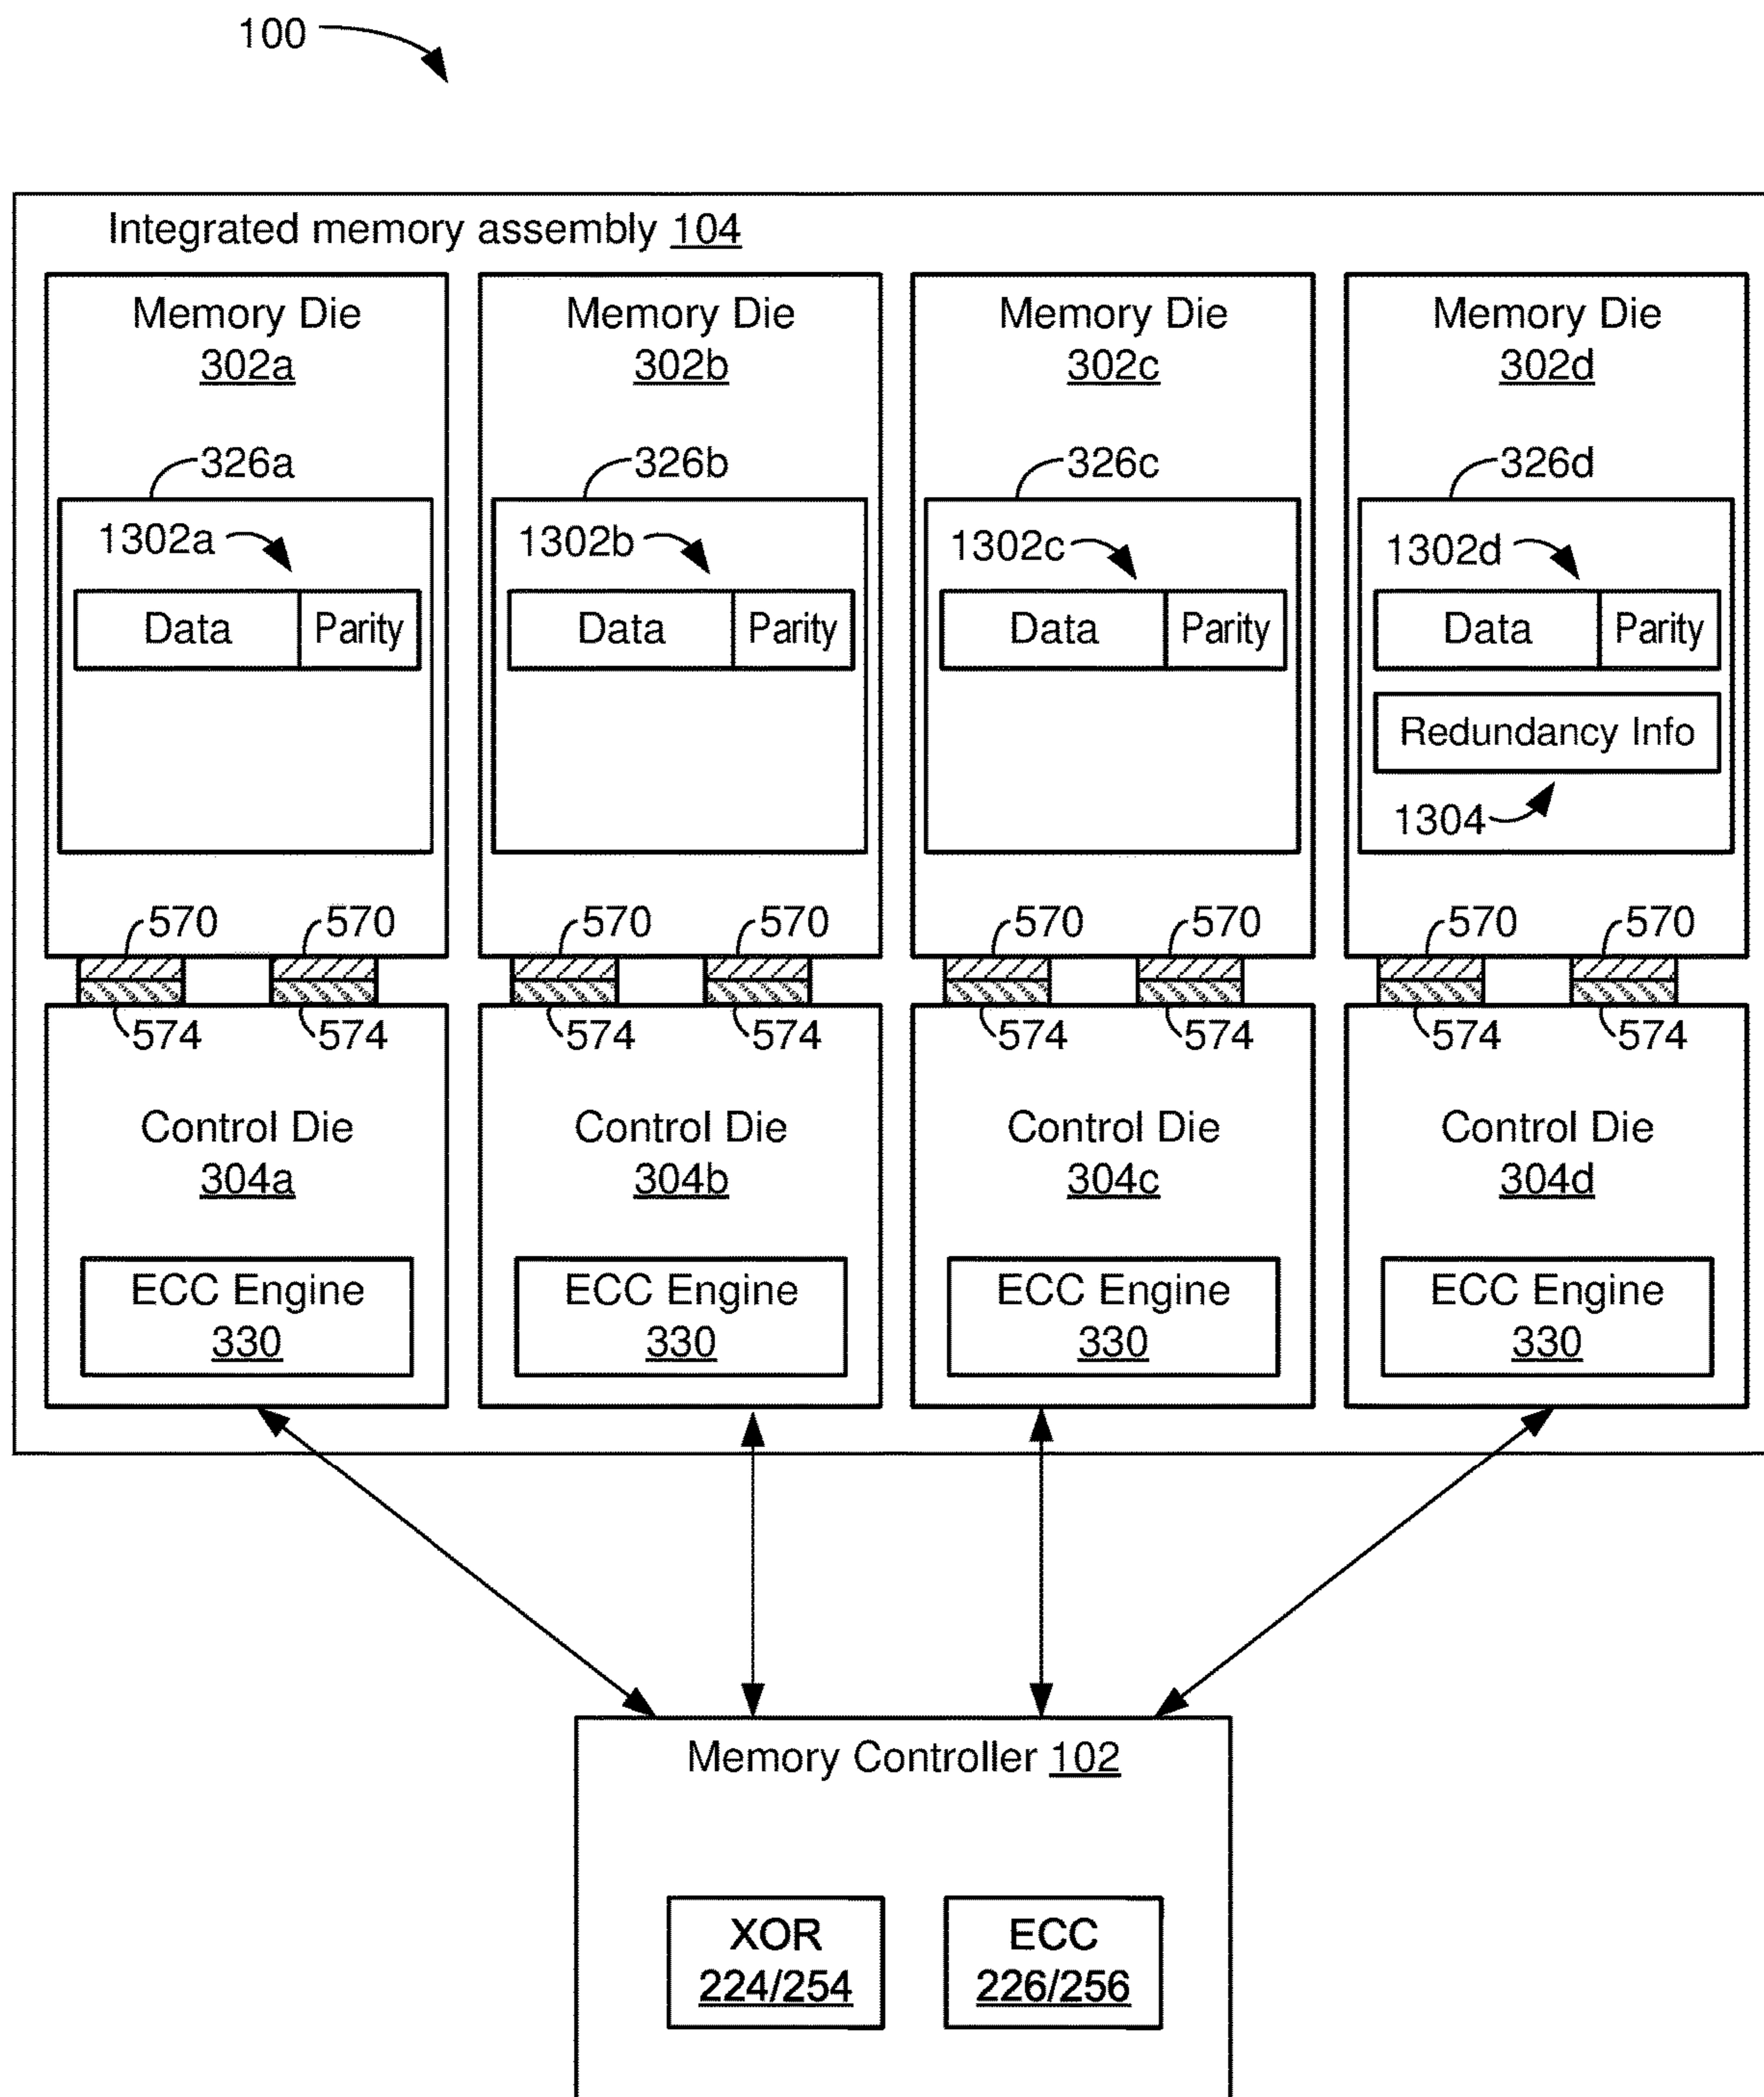 100
Integrated memory assembly 104
Memory Die
302a
Memory Die
302b
Memory Die
302c
Memory Die
302d
326a
326b
326c
326d
1302a
1302b
1302c
1302d
Data
Parity
Data
Parity
Data
Parity
Data
Parity
Redundancy Info
1304
570
570
570
570
570
570
570
570
574
574
574
574
574
574
574
574
Control Die
304a
Control Die
304b
Control Die
304c
Control Die
304d
ECC Engine
330
ECC Engine
330
ECC Engine
330
ECC Engine
330
Memory Controller 102
XOR
224/254
ECC
226/256